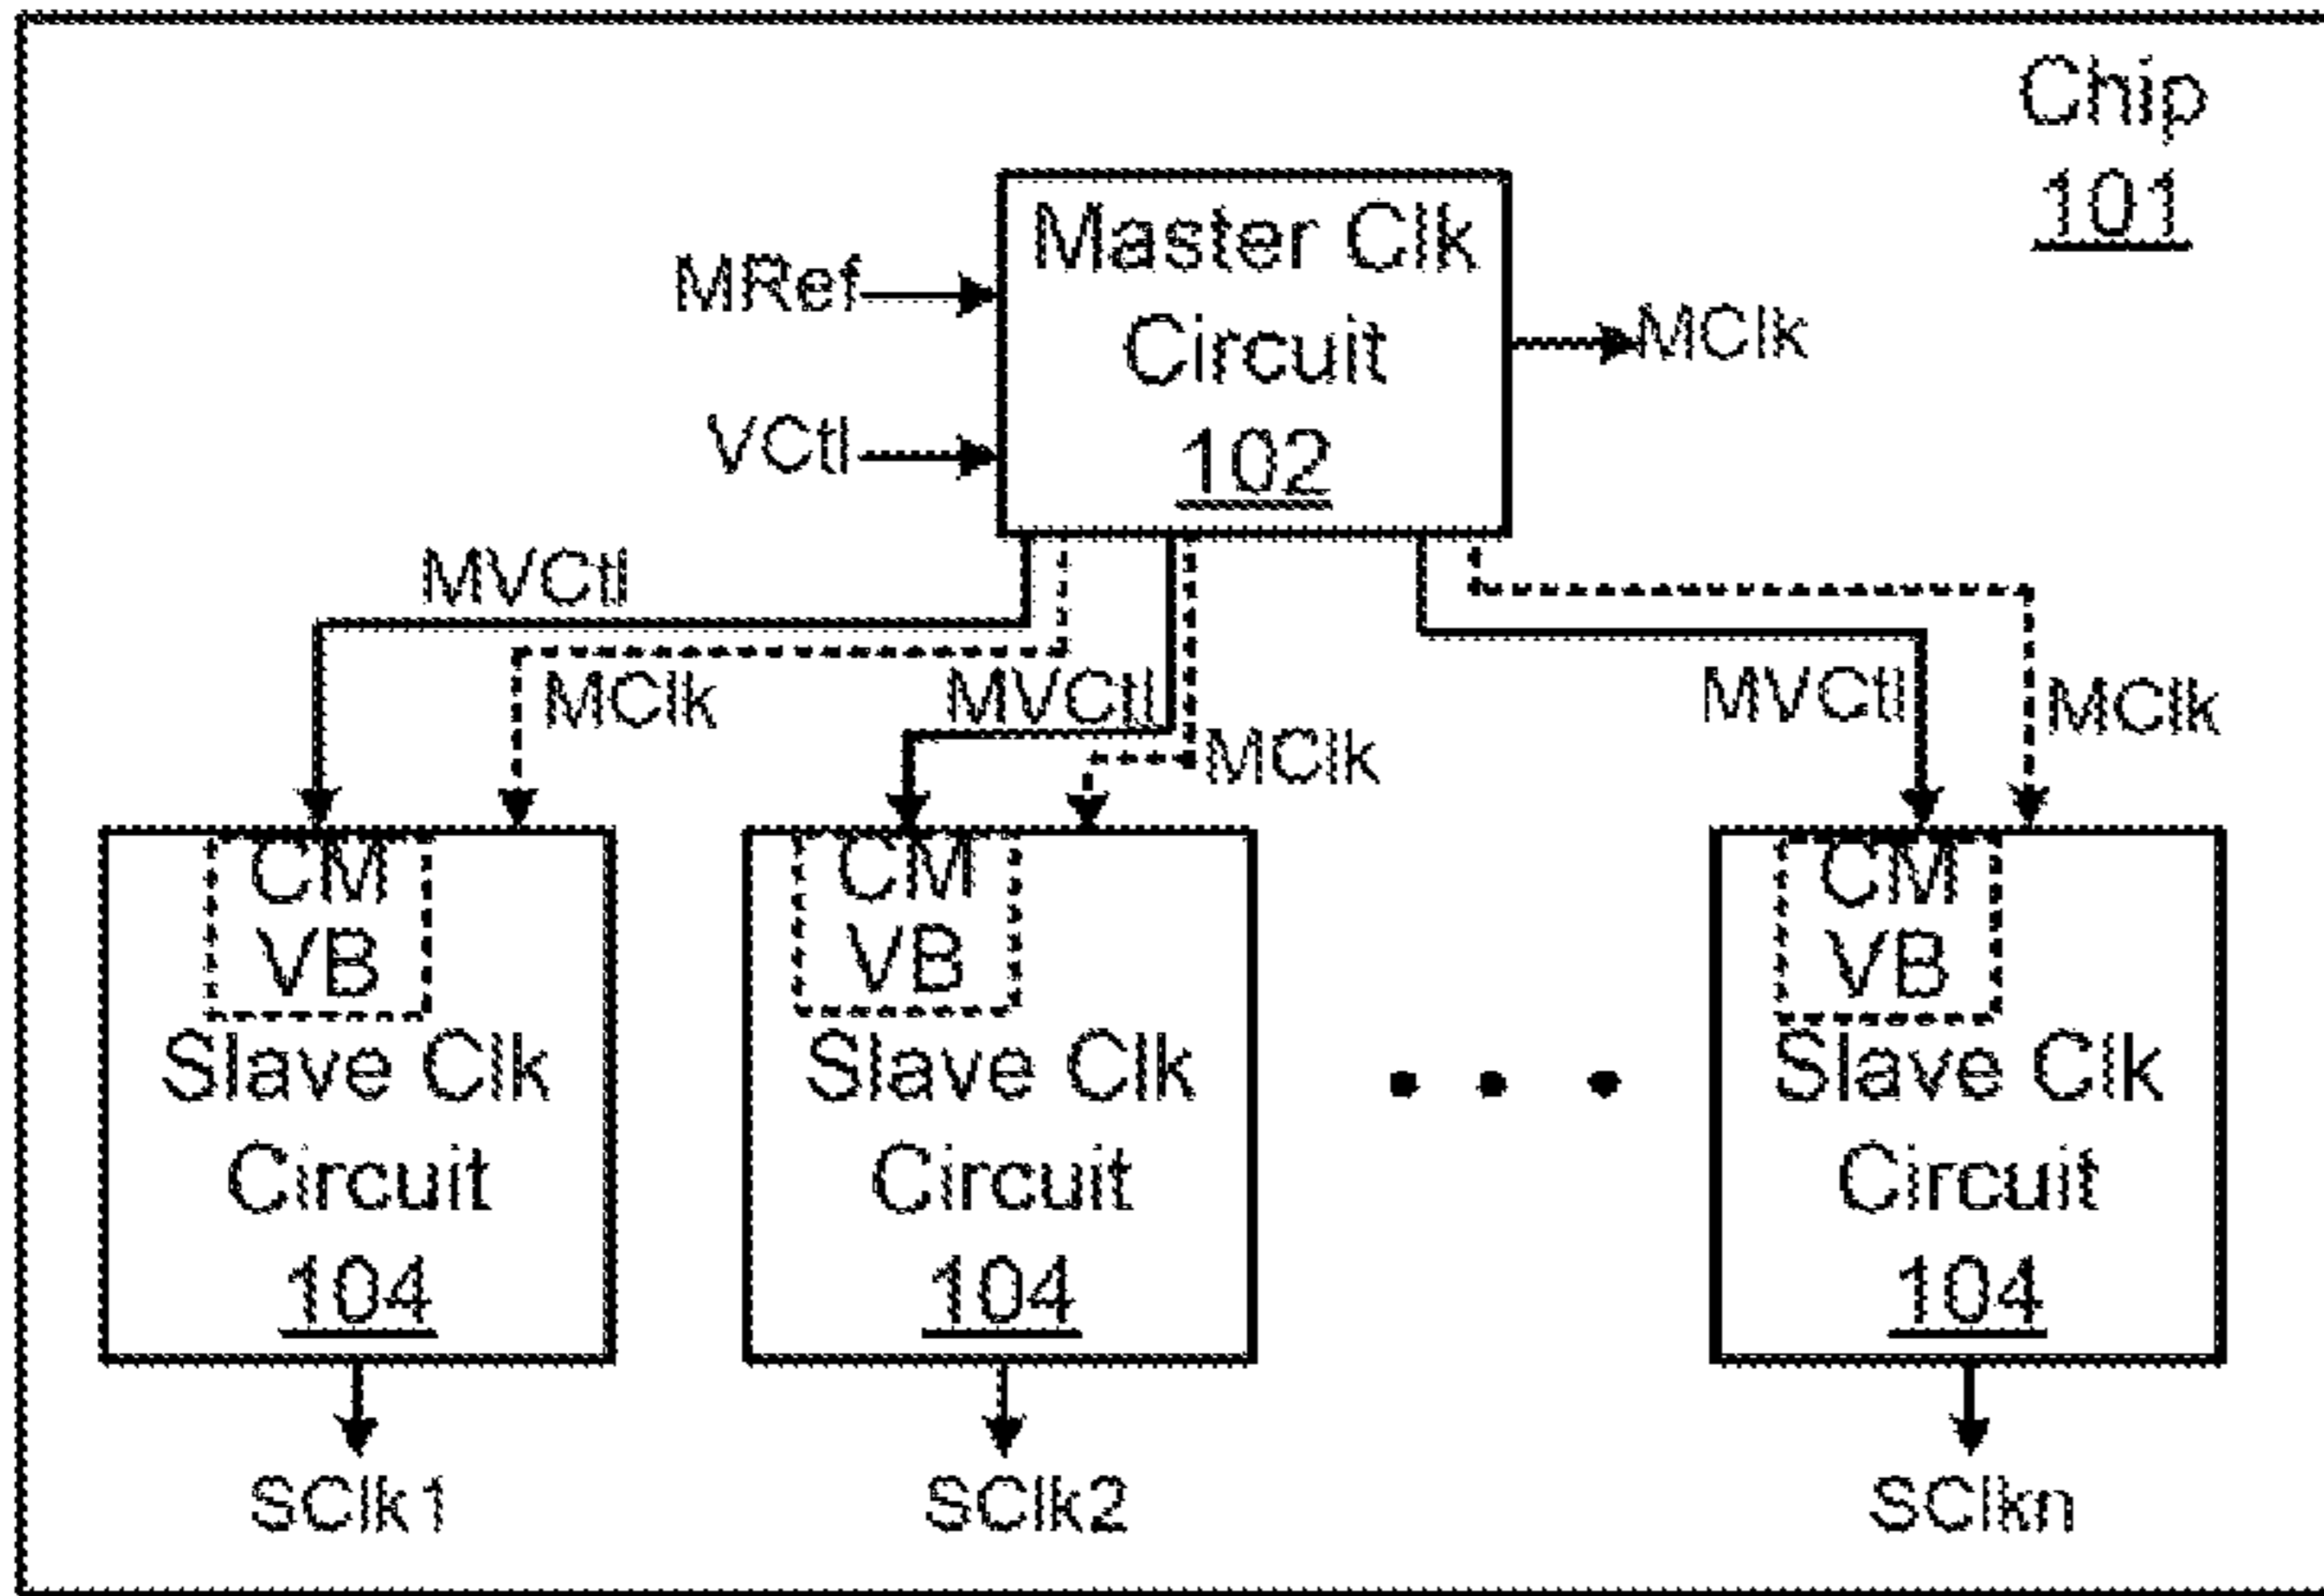 Chip
101
Master Clk
Circuit
102
MRef
VCtl
MClk
MVCtl
MClk
MVCtl
MClk
MVCtl
MClk
CM
VB
Slave Clk
Circuit
104
CM
VB
Slave Clk
Circuit
104
CM
VB
Slave Clk
Circuit
104
SClk1
SClk2
SClkn